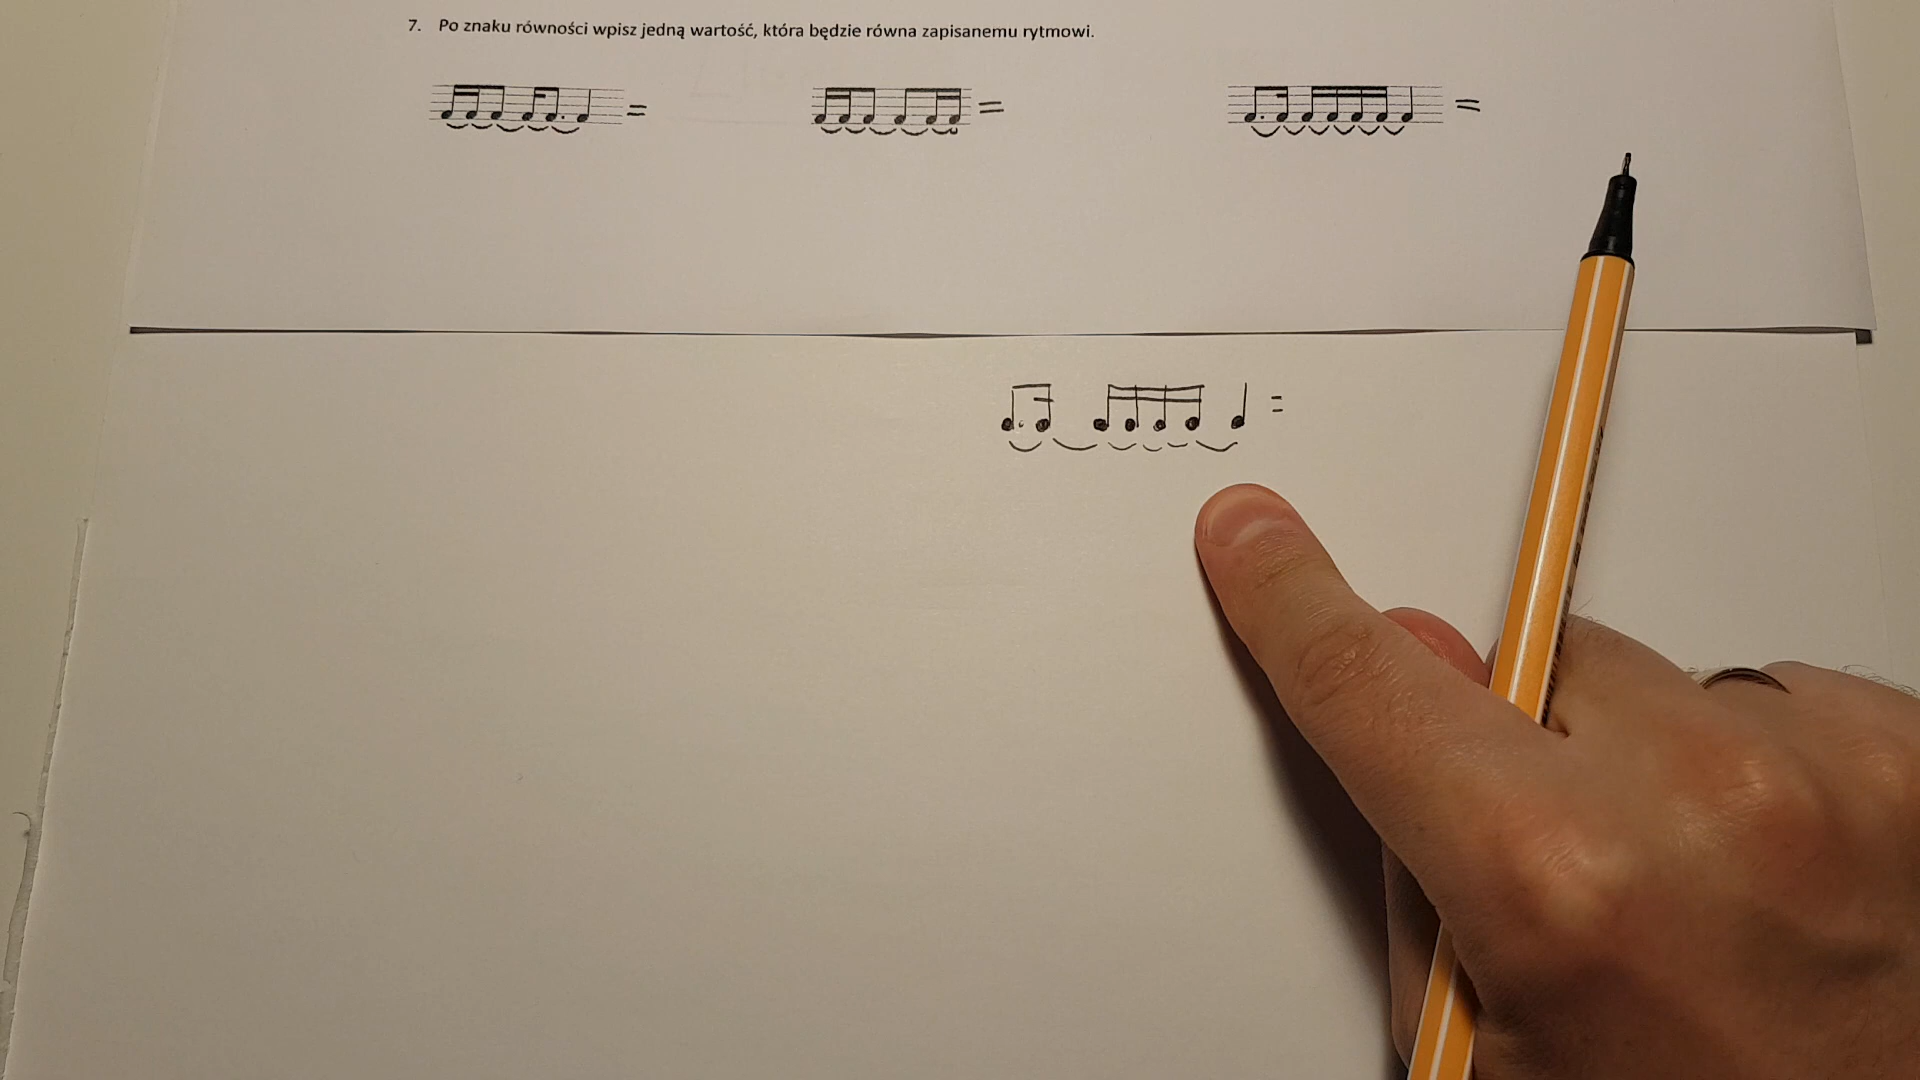 7. Po znaku równości wpisz jedną wartość, która będzie równa zapisanemu rytmowi.
= = =
=